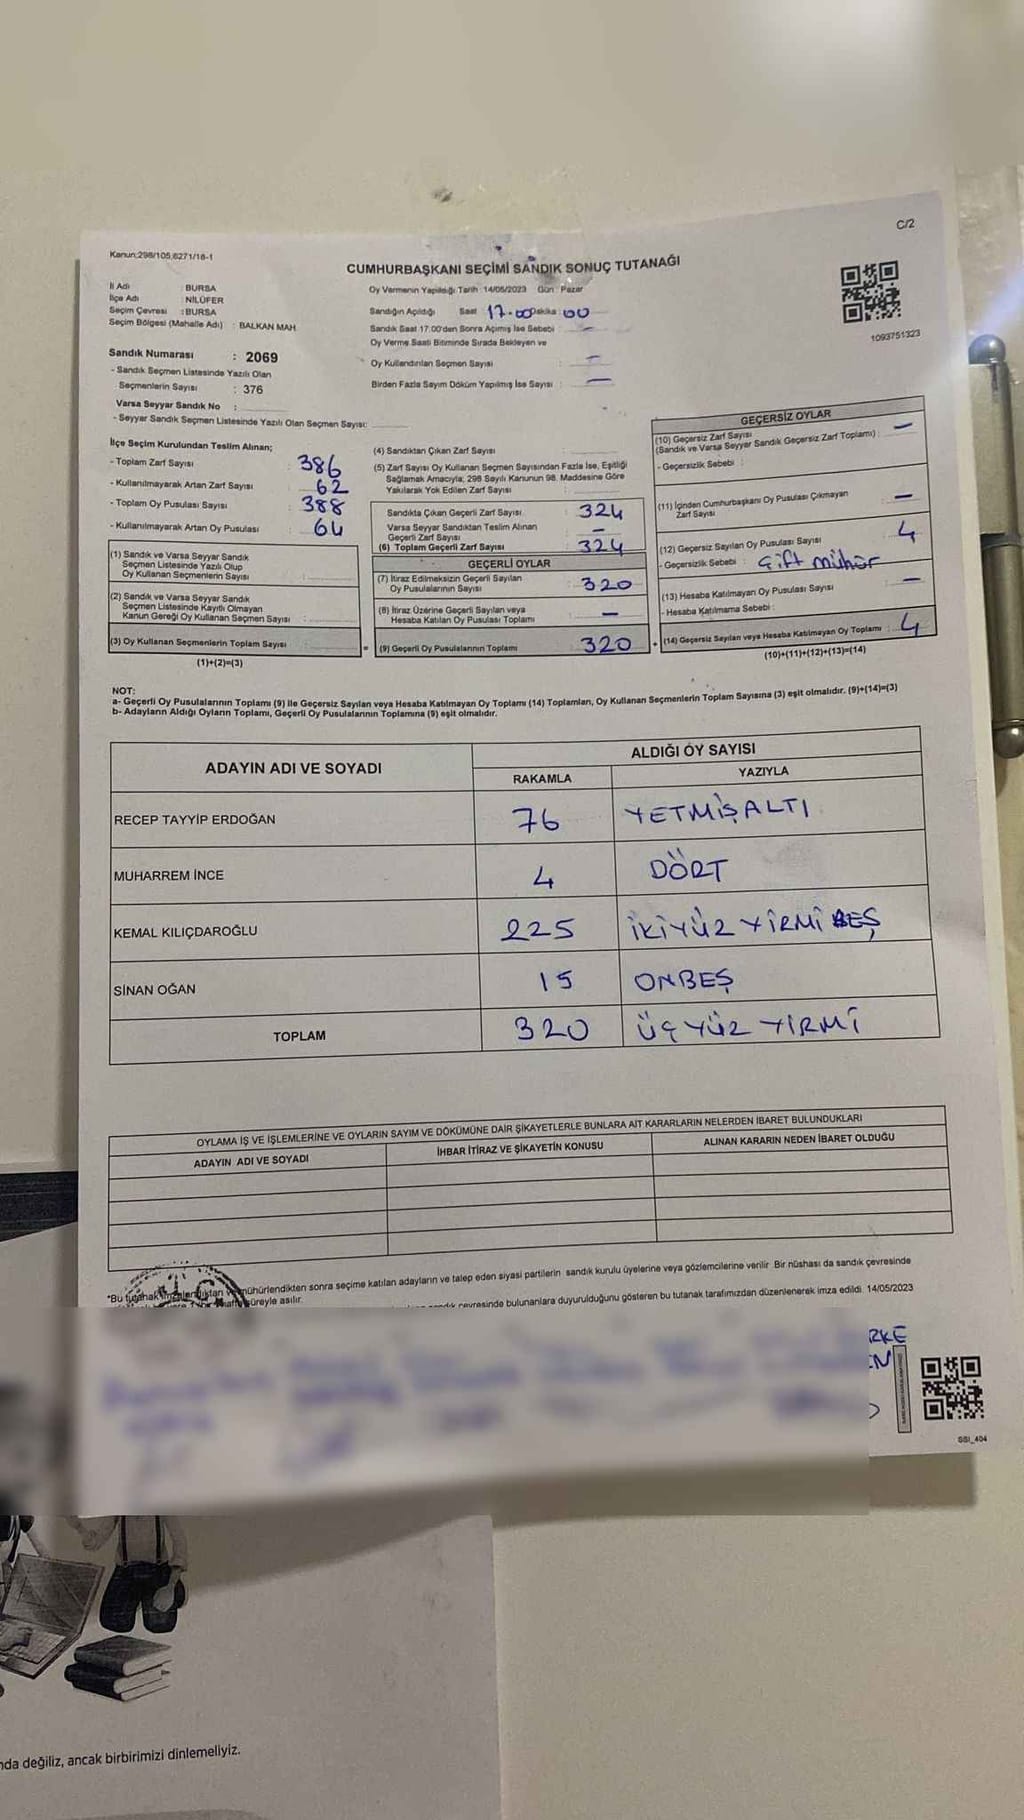 C/2
Kanun:298/105,6271/18-1
CUMHURBAŞKANI SEÇİMİ SANDIK SONUÇ TUTANAĞI
İl Adı : BURSA
İlçe Adı : NİLÜFER
Seçim Çevresi : BURSA
Seçim Bölgesi (Mahalle Adı) : BALKAN MAH
Oy Vermenin Yapıldığı Tarih 14/05/2023 Gün : Pazar
Sandığın Açıldığı Saat 17.00 Dakika 00
Sandık Saat 17.00'den Sonra Açımış İse Sebebi : -
Oy Verme Saati Bitiminde Sırada Bekleyen ve
Oy Kullandırılan Seçmen Sayısı : -
Birden Fazla Sayım Döküm Yapılmış İse Sayısı : -
1093751323
Sandık Numarası : 2069
- Sandık Seçmen Listesinde Yazılı Olan
Seçmenlerin Sayısı : 376
Varsa Seyyar Sandık No :
- Seyyar Sandık Seçmen Listesinde Yazılı Olan Seçmen Sayısı:
İlçe Seçim Kurulundan Teslim Alınan;
- Toplam Zarf Sayısı : 386
- Kullanılmayarak Artan Zarf Sayısı : 62
- Toplam Oy Pusulası Sayısı : 388
- Kullanılmayarak Artan Oy Pusulası : 64
(1) Sandık ve Varsa Seyyar Sandık
Seçmen Listesinde Yazılı Olup
Oy Kullanan Seçmenlerin Sayısı :
(2) Sandık ve Varsa Seyyar Sandık
Seçmen Listesinde Kayıtlı Olmayan
Kanun Gereği Oy Kullanan Seçmen Sayısı :
(3) Oy Kullanan Seçmenlerin Toplam Sayısı :
(1)+(2)=(3)
(4) Sandıktan Çıkan Zarf Sayısı :
(5) Zarf Sayısı Oy Kullanan Seçmen Sayısından Fazla İse, Eşitliği
Sağlamak Amacıyla; 298 Sayılı Kanunun 98. Maddesine Göre
Yakılarak Yok Edilen Zarf Sayısı :
Sandıkta Çıkan Geçerli Zarf Sayısı : 324
Varsa Seyyar Sandıktan Teslim Alınan
Geçerli Zarf Sayısı : -
(6) Toplam Geçerli Zarf Sayısı : 324
GEÇERLİ OYLAR
(7) İtiraz Edilmeksizin Geçerli Sayılan
Oy Pusulalarının Sayısı : 320
(8) İtiraz Üzerine Geçerli Sayılan veya
Hesaba Katılan Oy Pusulası Toplamı : -
= (9) Geçerli Oy Pusulalarının Toplamı : 320
GEÇERSİZ OYLAR
(10) Geçersiz Zarf Sayısı
(Sandık ve Varsa Seyyar Sandık Geçersiz Zarf Toplamı) : -
- Geçersizlik Sebebi :
(11) İçinden Cumhurbaşkanı Oy Pusulası Çıkmayan
Zarf Sayısı : -
(12) Geçersiz Sayılan Oy Pusulası Sayısı : 4
- Geçersizlik Sebebi : Çift mühür
(13) Hesaba Katılmayan Oy Pusulası Sayısı : -
- Hesaba Katılmama Sebebi :
+ (14) Geçersiz Sayılan veya Hesaba Katılmayan Oy Toplamı : 4
(10)+(11)+(12)+(13)=(14)
NOT:
a- Geçerli Oy Pusulalarının Toplamı (9) ile Geçersiz Sayılan veya Hesaba Katılmayan Oy Toplamı (14) Toplamları, Oy Kullanan Seçmenlerin Toplam Sayısına (3) eşit olmalıdır. (9)+(14)=(3)
b- Adayların Aldığı Oyların Toplamı, Geçerli Oy Pusulalarının Toplamına (9) eşit olmalıdır.
ADAYIN ADI VE SOYADI
ALDIĞI OY SAYISI
RAKAMLA YAZIYLA
RECEP TAYYİP ERDOĞAN 76 YETMİŞALTI
MUHARREM İNCE 4 DÖRT
KEMAL KILIÇDAROĞLU 225 İKİYÜZ YİRMİ BEŞ
SİNAN OĞAN 15 ONBEŞ
TOPLAM 320 ÜÇYÜZ YİRMİ
OYLAMA İŞ VE İŞLEMLERİNE VE OYLARIN SAYIM VE DÖKÜMÜNE DAİR ŞİKAYETLERLE BUNLARA AİT KARARLARIN NELERDEN İBARET BULUNDUKLARI
ADAYIN ADI VE SOYADI İHBAR İTİRAZ VE ŞİKAYETİN KONUSU ALINAN KARARIN NEDEN İBARET OLDUĞU
*Bu tutanak mühürlendikten sonra seçime katılan adayların ve talep eden siyasi partilerin sandık kurulu üyelerine veya gözlemcilerine verilir. Bir nüshası da sandık çevresinde
süreyle asılır.
çevresinde bulunanlara duyurulduğunu gösteren bu tutanak tarafımızdan düzenlenerek imza edildi. 14/05/2023
RKE
EN
SSI_404
nda değiliz, ancak birbirimizi dinlemeliyiz.